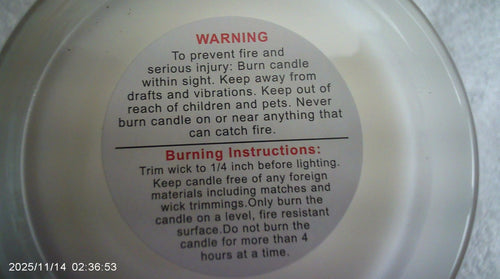 WARNING
To prevent fire and
serious injury: Burn candle
within sight. Keep away from
drafts and vibrations. Keep out of
reach of children and pets. Never
burn candle on or near anything that
can catch fire.
Burning Instructions:
Trim wick to 1/4 inch before lighting.
Keep candle free of any foreign
materials including matches and
wick trimmings.Only burn the
candle on a level, fire resistant
surface.Do not burn the
candle for more than 4
hours at a time.
2025/11/14 02:36:53